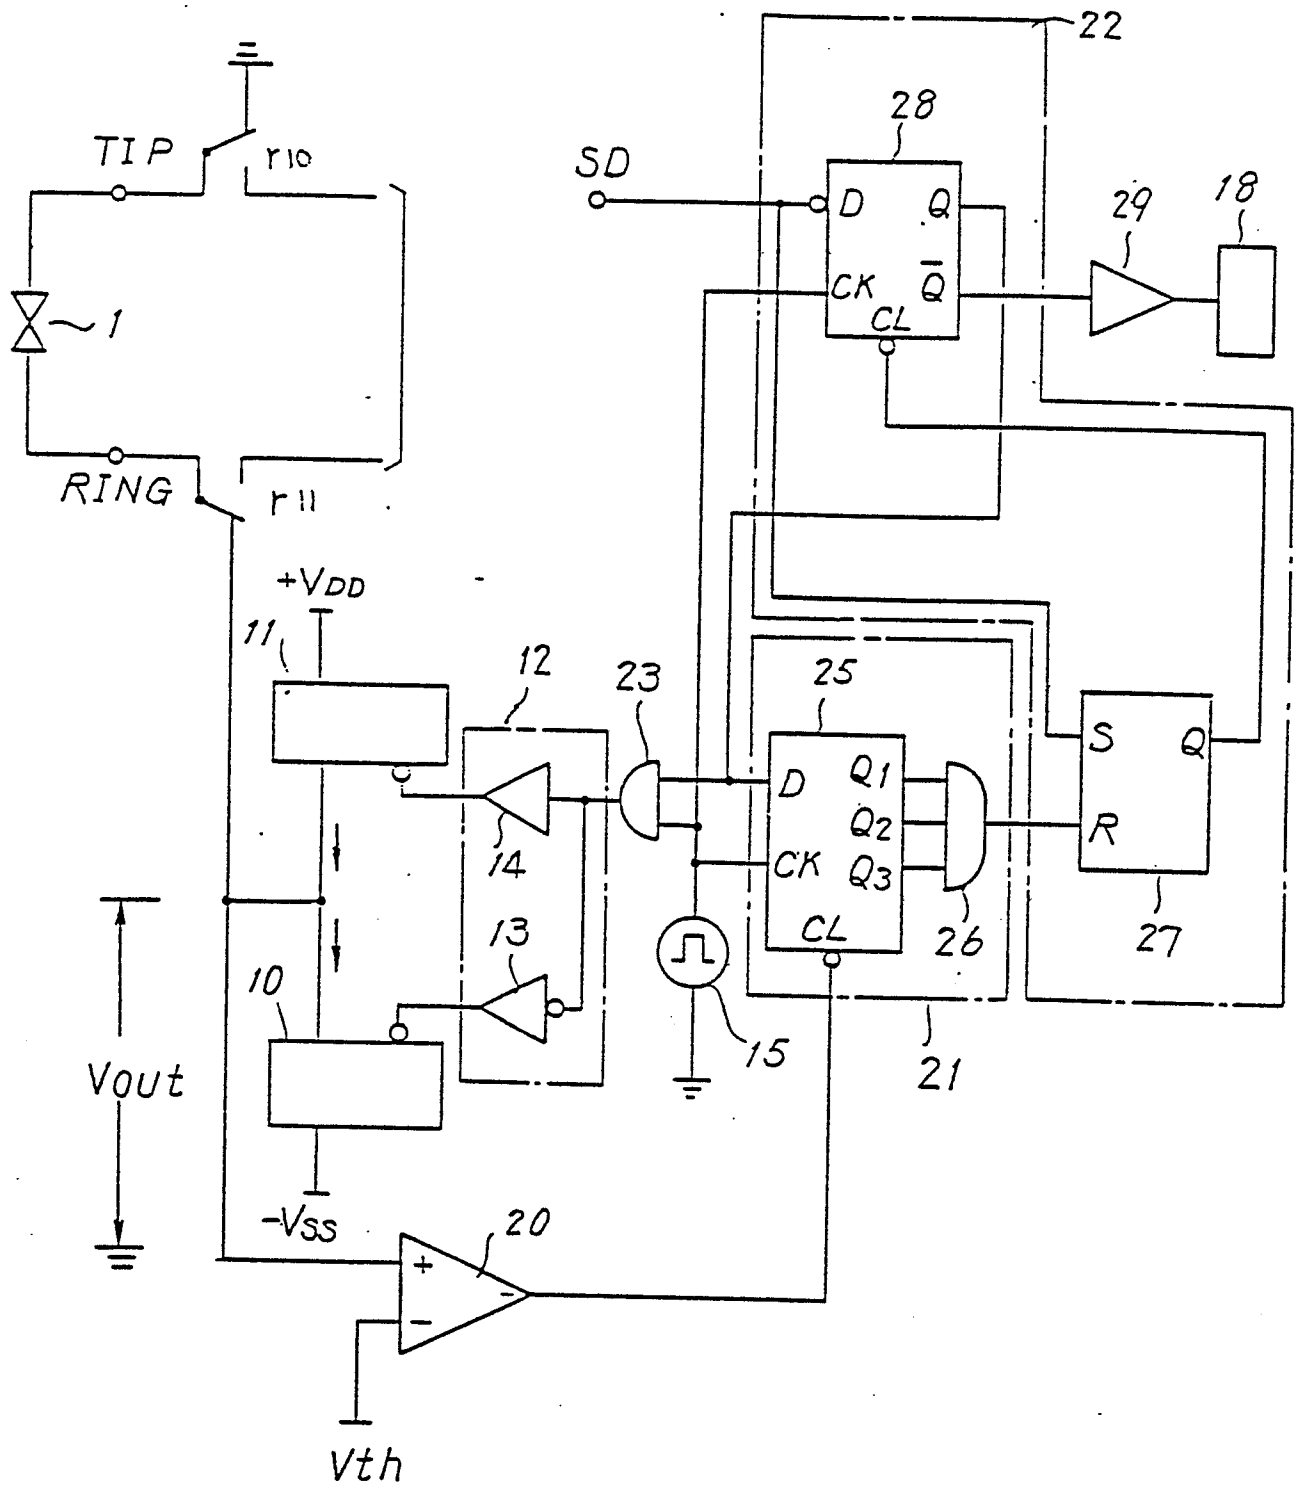 22
28
TIP
r10
SD
D
Q
29
18
CK
Q̅
CL
1
RING
r11
+VDD
11
12
23
25
14
D
Q1
Q2
CK
Q3
CL
S
Q
R
13
26
27
10
15
21
Vout
-VSS
20
+
-
-
Vth